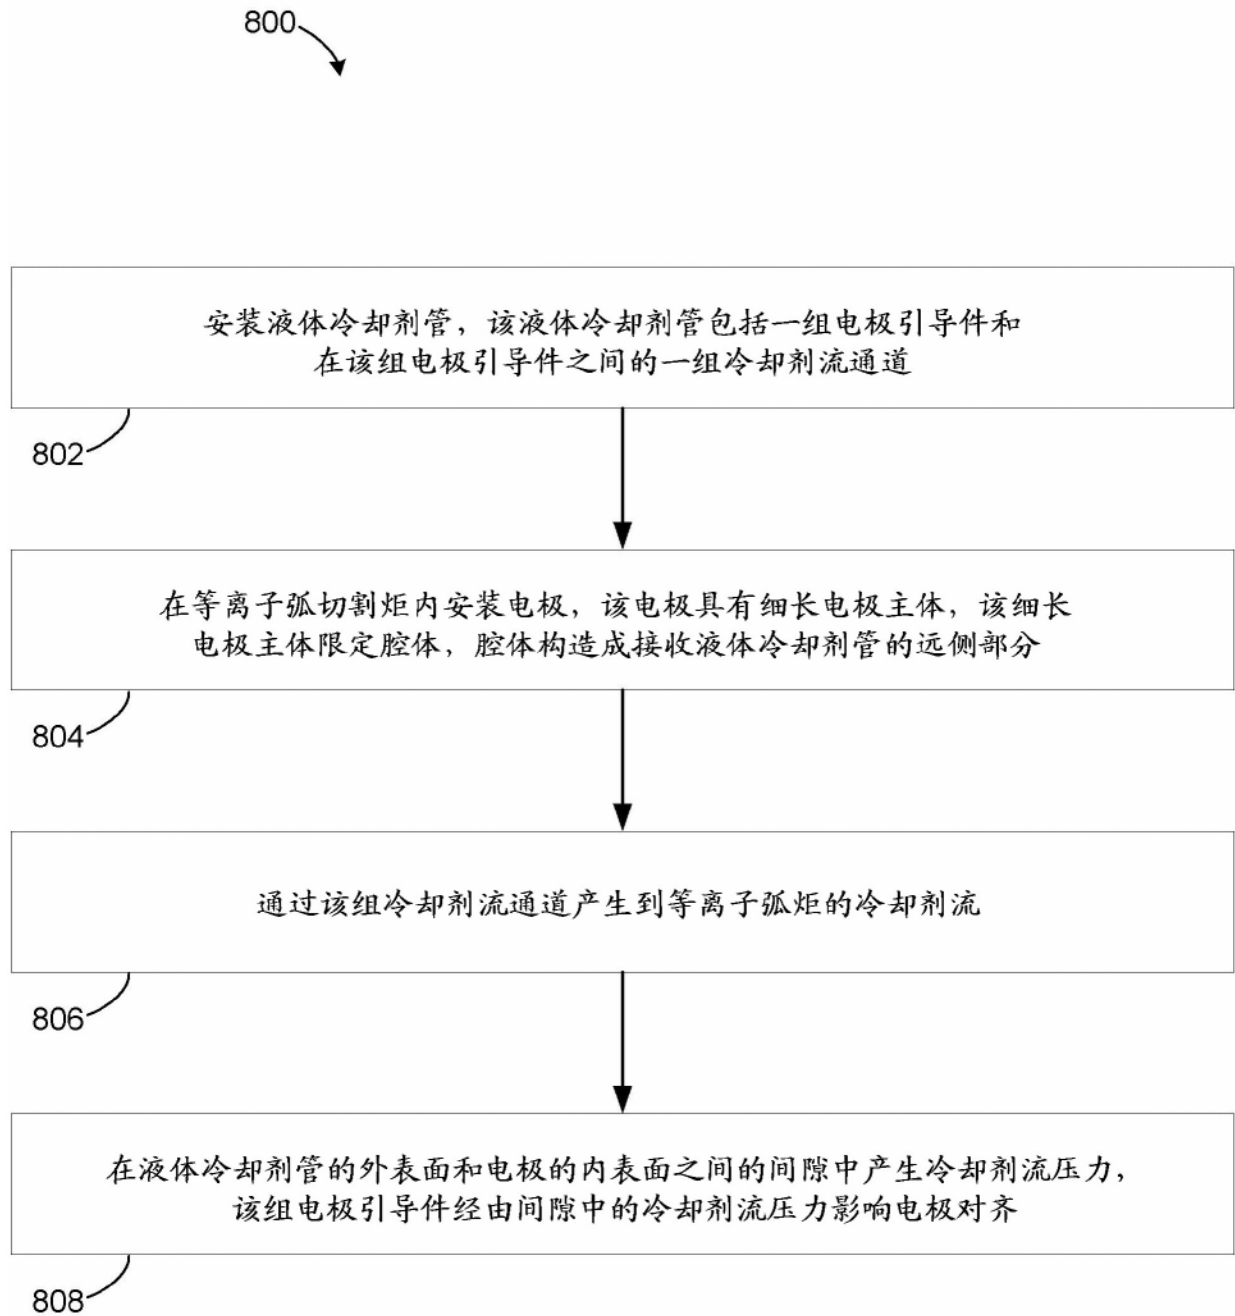 800
安装液体冷却剂管，该液体冷却剂管包括一组电极引导件和
在该组电极引导件之间的一组冷却剂流通道
802
在等离子弧切割炬内安装电极，该电极具有细长电极主体，该细长
电极主体限定腔体，腔体构造成接收液体冷却剂管的远侧部分
804
通过该组冷却剂流通道产生到等离子弧炬的冷却剂流
806
在液体冷却剂管的外表面和电极的内表面之间的间隙中产生冷却剂流压力，
该组电极引导件经由间隙中的冷却剂流压力影响电极对齐
808